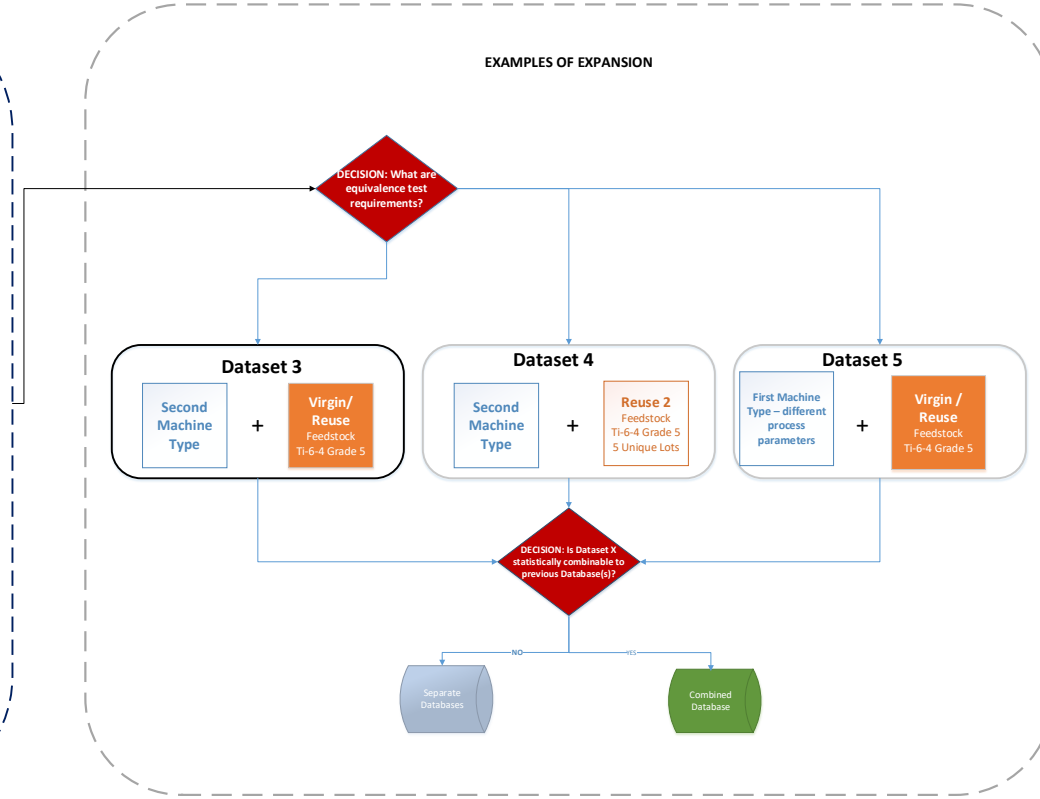 EXAMPLES OF EXPANSION
DECISION: What are
equivalence test
requirements?
Dataset 3
Second
Machine
Type
+
Virgin/
Reuse
Feedstock
Ti-6-4 Grade 5
Dataset 4
Second
Machine
Type
+
Reuse 2
Feedstock
Ti-6-4 Grade 5
5 Unique Lots
Dataset 5
First Machine
Type – different
process
parameters
+
Virgin /
Reuse
Feedstock
Ti-6-4 Grade 5
DECISION: Is Dataset X
statistically combinable to
previous Database(s)?
NO
YES
Separate
Databases
Combined
Database